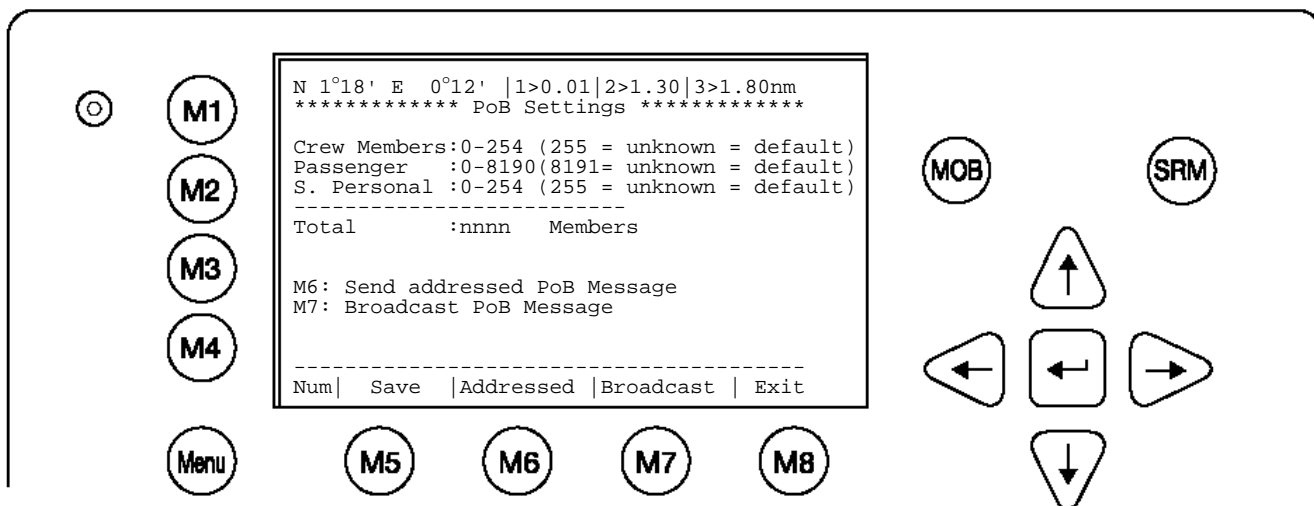 N 1°18' E  0°12' |1>0.01|2>1.30|3>1.80nm
************* PoB Settings *************
Crew Members:0-254 (255 = unknown = default)
Passenger   :0-8190(8191= unknown = default)
S. Personal :0-254 (255 = unknown = default)
--------------------------
Total       :nnnn   Members
M6: Send addressed PoB Message
M7: Broadcast PoB Message
----------------------------------------
Num|  Save  |Addressed |Broadcast | Exit
M1
M2
M3
M4
Menu
M5
M6
M7
M8
MOB
SRM